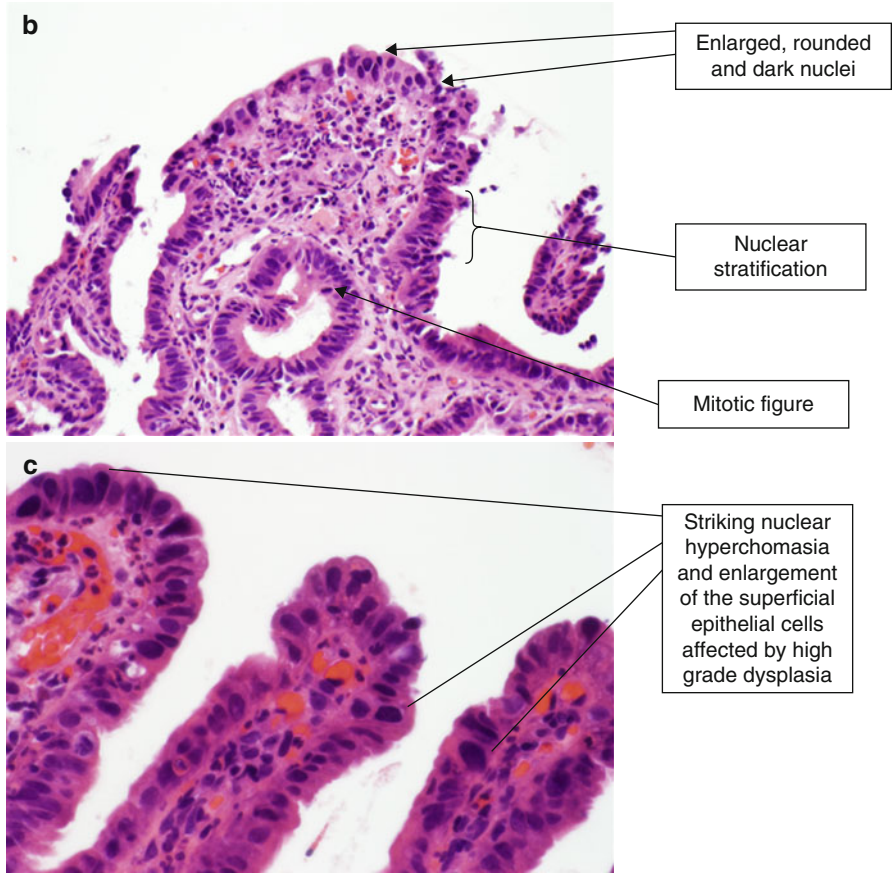 b
Enlarged, rounded
and dark nuclei
Nuclear
stratification
Mitotic figure
c
Striking nuclear
hyperchomasia
and enlargement
of the superficial
epithelial cells
affected by high
grade dysplasia